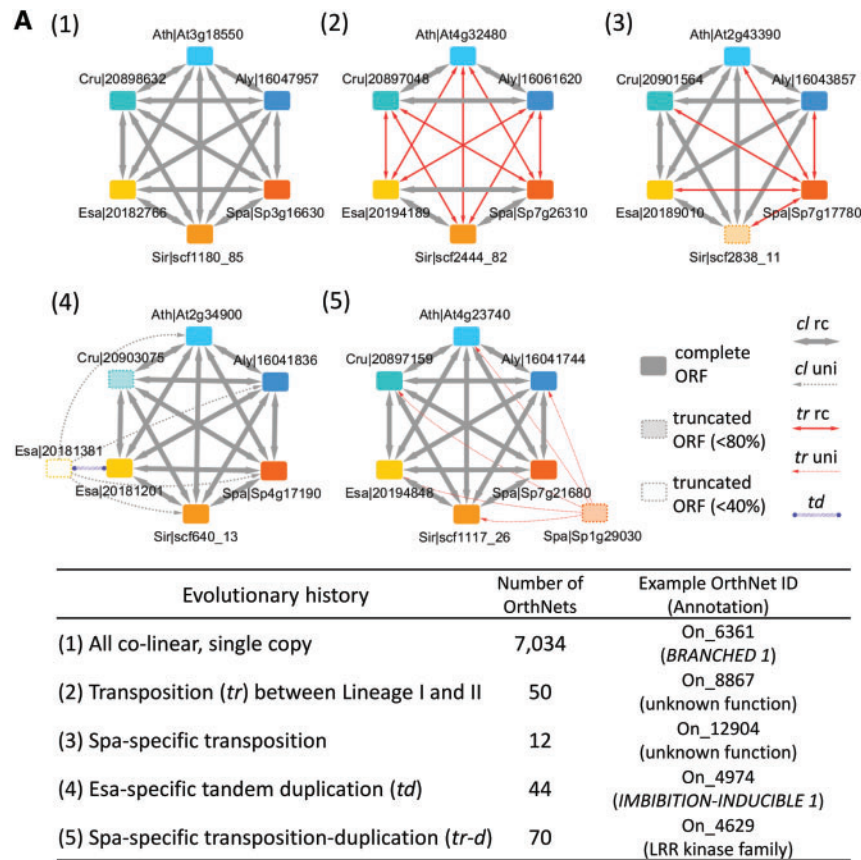 A
(1)
Ath|At3g18550
Cru|20898632
Aly|16047957
Esa|20182766
Spa|Sp3g16630
Sir|scf1180_85
(2)
Ath|At4g32480
Cru|20897048
Aly|16061620
Esa|20194189
Spa|Sp7g26310
Sir|scf2444_82
(3)
Ath|At2g43390
Cru|20901564
Aly|16043857
Esa|20189010
Spa|Sp7g17780
Sir|scf2838_11
(4)
Ath|At2g34900
Cru|20903075
Aly|16041836
Esa|20181381
Esa|20181201
Spa|Sp4g17190
Sir|scf640_13
(5)
Ath|At4g23740
Cru|20897159
Aly|16041744
Esa|20194848
Spa|Sp7g21680
Sir|scf1117_26
Spa|Sp1g29030
complete
ORF
truncated
ORF (<80%)
truncated
ORF (<40%)
cl rc
cl uni
tr rc
tr uni
td
Evolutionary history
Number of
OrthNets
Example OrthNet ID
(Annotation)
(1) All co-linear, single copy
7,034
On_6361
(BRANCHED 1)
(2) Transposition (tr) between Lineage I and II
50
On_8867
(unknown function)
(3) Spa-specific transposition
12
On_12904
(unknown function)
(4) Esa-specific tandem duplication (td)
44
On_4974
(IMBIBITION-INDUCIBLE 1)
(5) Spa-specific transposition-duplication (tr-d)
70
On_4629
(LRR kinase family)